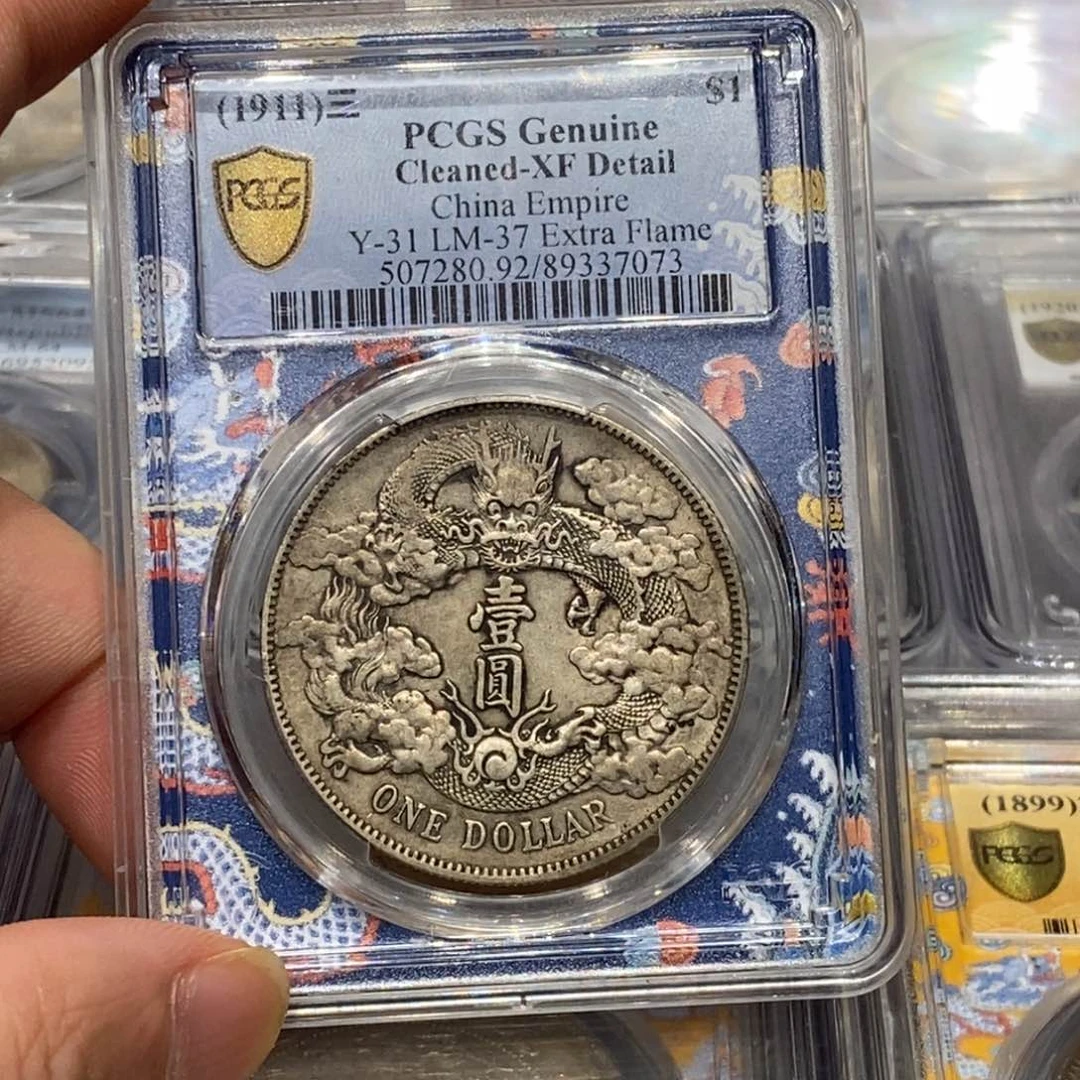 (1911)三 $1
PCGS Genuine
Cleaned-XF Detail
China Empire
Y-31 LM-37 Extra Flame
507280.92/89337073
PCGS
壹
圓
ONE DOLLAR
(1899)
PCGS
(1920